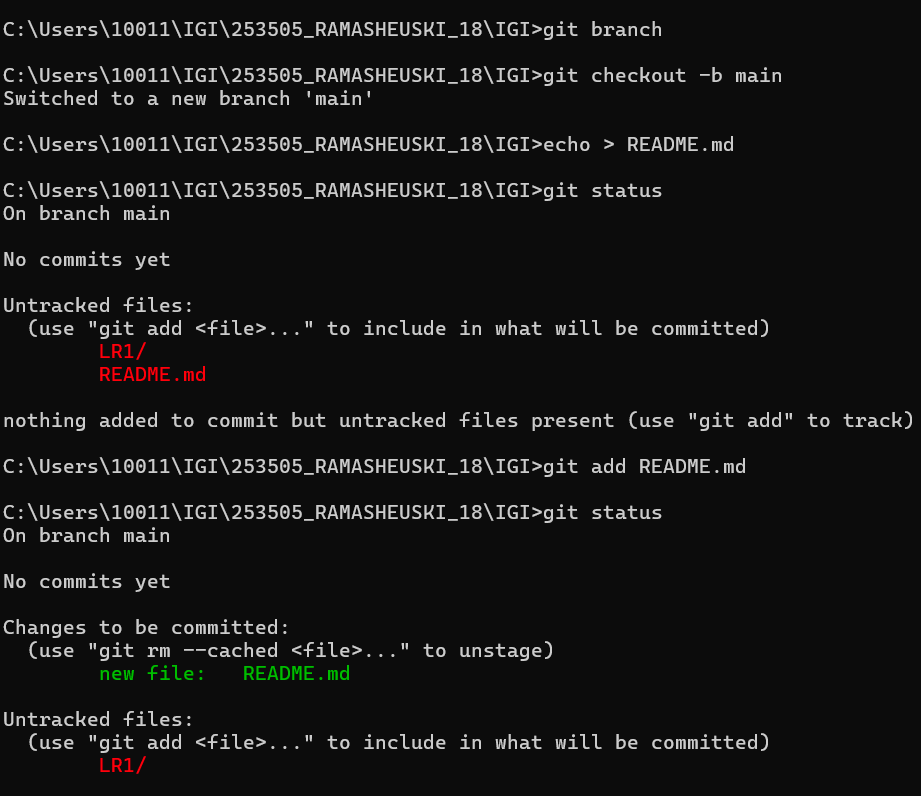 C:\Users\10011\IGI\253505_RAMASHEUSKI_18\IGI>git branch
C:\Users\10011\IGI\253505_RAMASHEUSKI_18\IGI>git checkout -b main
Switched to a new branch 'main'
C:\Users\10011\IGI\253505_RAMASHEUSKI_18\IGI>echo > README.md
C:\Users\10011\IGI\253505_RAMASHEUSKI_18\IGI>git status
On branch main
No commits yet
Untracked files:
  (use "git add <file>..." to include in what will be committed)
        LR1/
        README.md
nothing added to commit but untracked files present (use "git add" to track)
C:\Users\10011\IGI\253505_RAMASHEUSKI_18\IGI>git add README.md
C:\Users\10011\IGI\253505_RAMASHEUSKI_18\IGI>git status
On branch main
No commits yet
Changes to be committed:
  (use "git rm --cached <file>..." to unstage)
        new file:   README.md
Untracked files:
  (use "git add <file>..." to include in what will be committed)
        LR1/